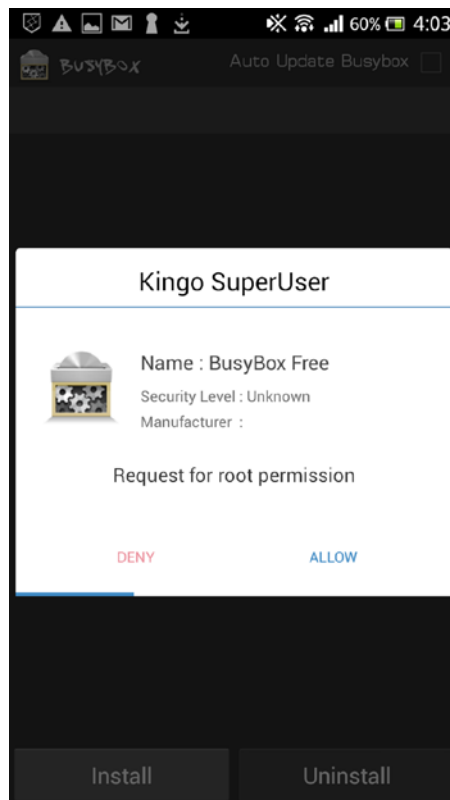 60% 4:03
BUSYBOX Auto Update Busybox
Kingo SuperUser
Name : BusyBox Free
Security Level : Unknown
Manufacturer :
Request for root permission
DENY ALLOW
Install Uninstall